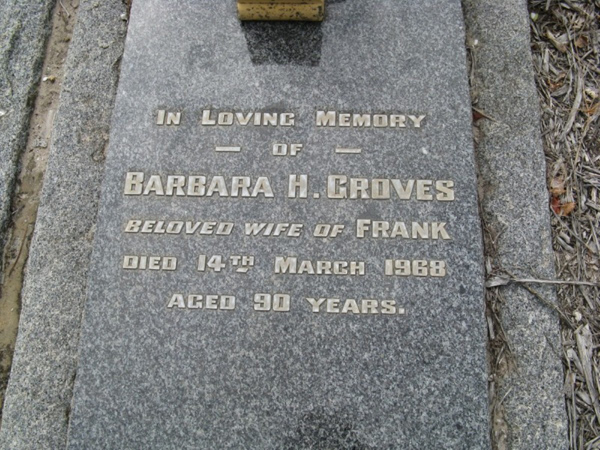 IN LOVING MEMORY
— OF —
BARBARA H. GROVES
BELOVED WIFE OF FRANK
DIED 14TH MARCH 1968
AGED 90 YEARS.